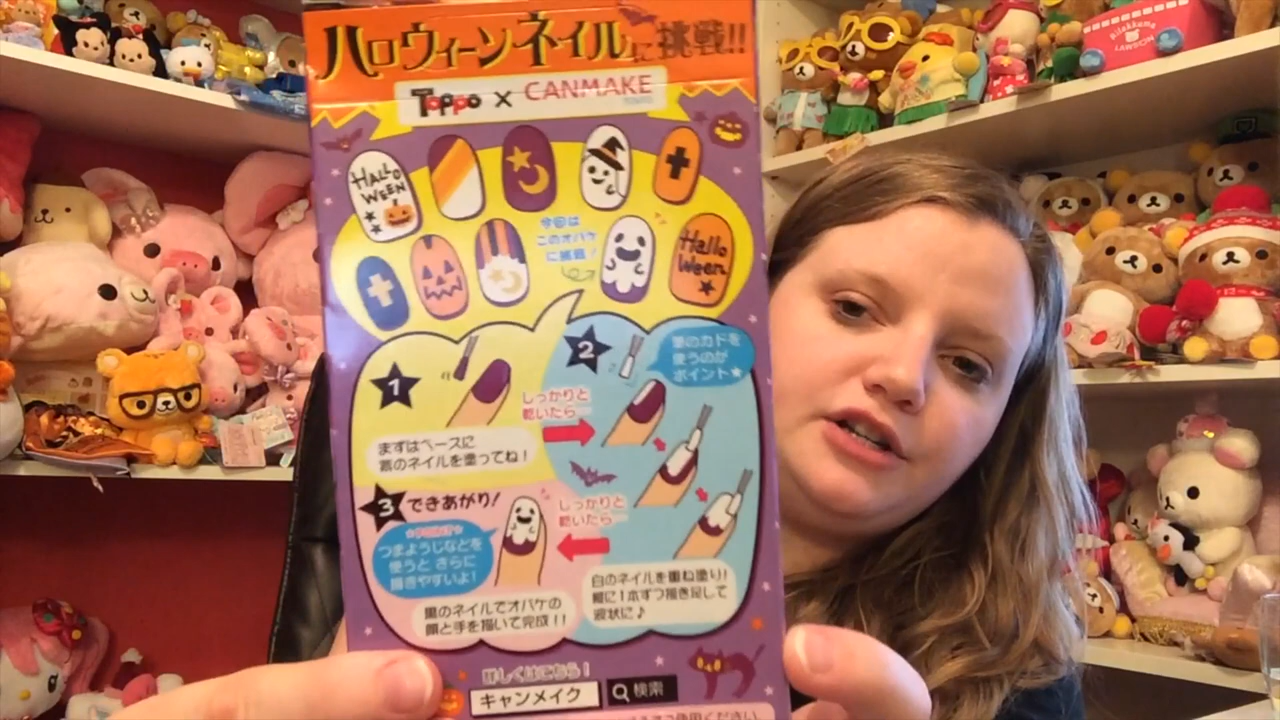 ハロウィーンネイルに挑戦!!
Toppo × CANMAKE
TOKYO
HALLO
WEEN
今回は
このオバケ
に挑戦!
Hallo
Ween
1
まずはベースに
紫のネイルを塗ってね!
しっかりと
乾いたら…
2
筆のカドを
使うのが
ポイント★
白のネイルを重ね塗り!
縦に1本ずつ描き足して
波状に♪
しっかりと
乾いたら…
3 できあがり!
★POINT★
つまようじなどを
使うと さらに
描きやすいよ!
黒のネイルでオバケの
顔と手を描いて完成!!
詳しくはこちら!
キャンメイク 検索
Rilakkuma
LAWSON